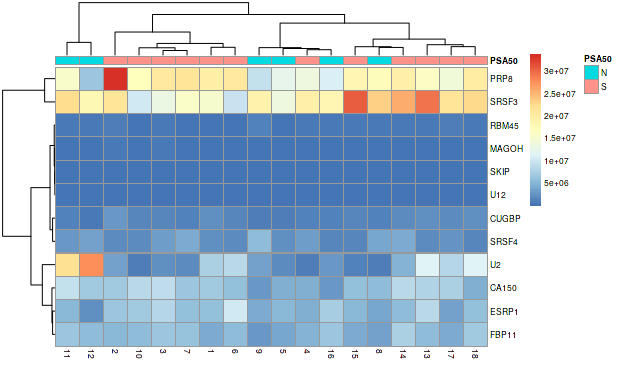 PSA50
PRP8
SRSF3
RBM45
MAGOH
SKIP
U12
CUGBP
SRSF4
U2
CA150
ESRP1
FBP11
11 12 2 10 3 7 1 6 9 5 4 16 15 8 14 13 17 18
3e+07
2.5e+07
2e+07
1.5e+07
1e+07
5e+06
PSA50
N
S